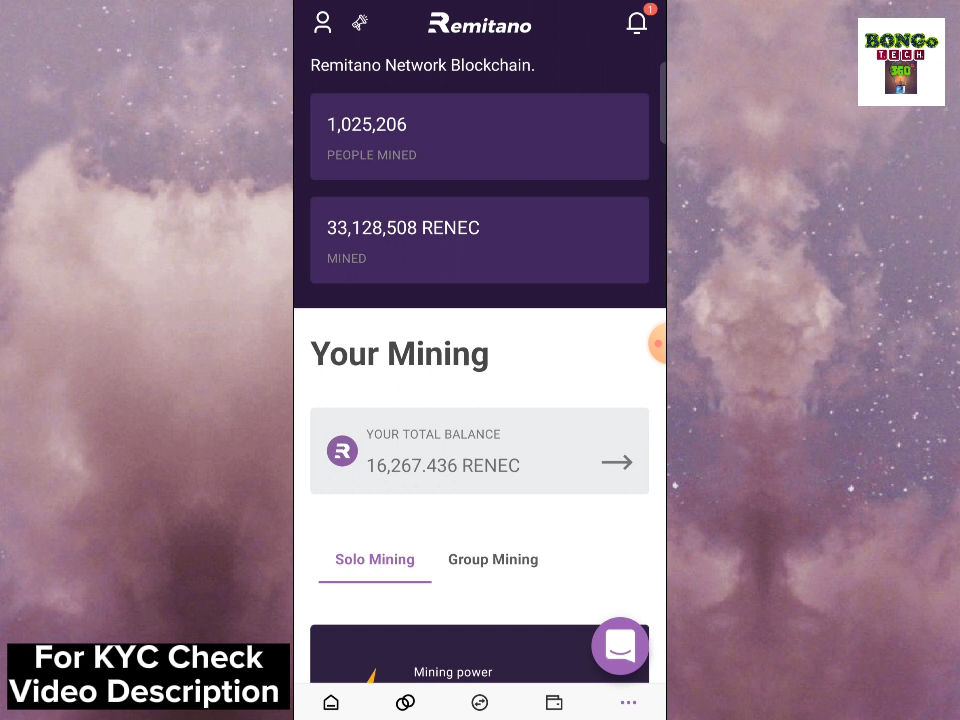 Remitano
1
BONGo
TECH
360°
Remitano Network Blockchain.
1,025,206
PEOPLE MINED
33,128,508 RENEC
MINED
Your Mining
YOUR TOTAL BALANCE
16,267.436 RENEC
Solo Mining
Group Mining
For KYC Check
Video Description
Mining power